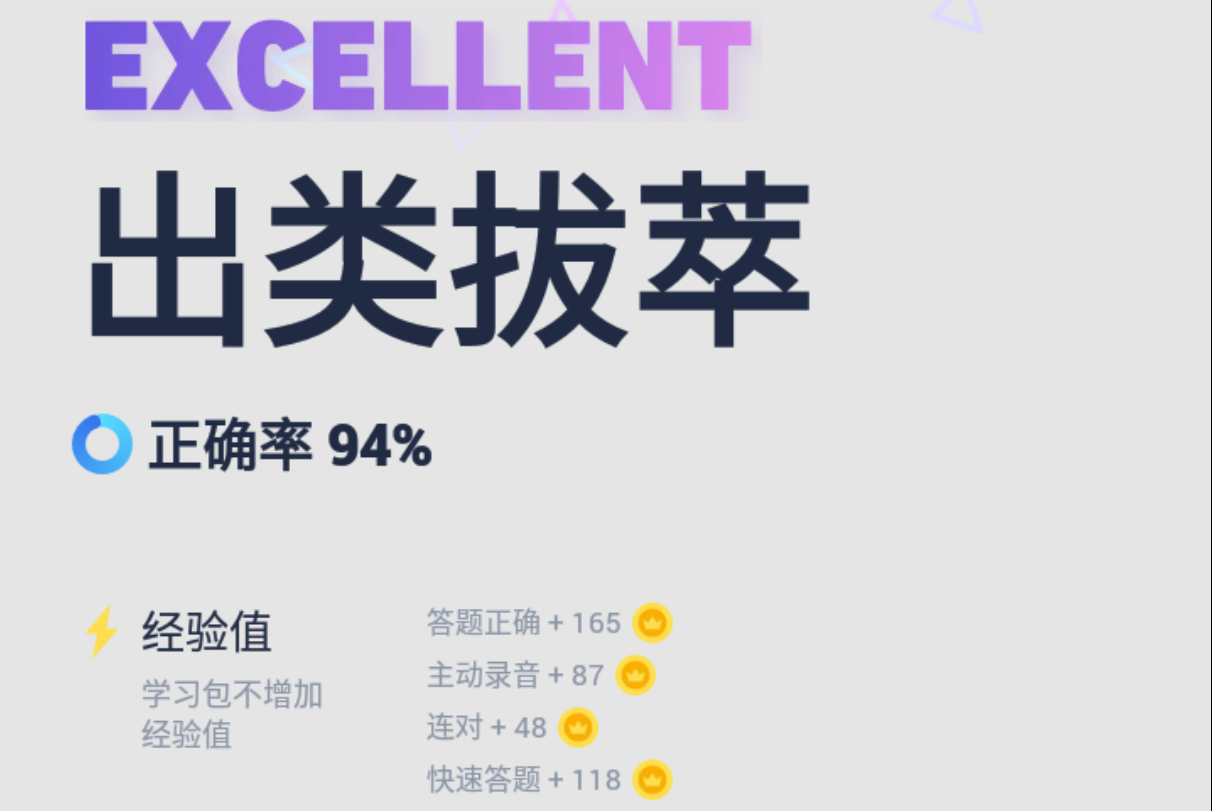 EXCELLENT
出类拔萃
正确率 94%
经验值
学习包不增加
经验值
答题正确 + 165
主动录音 + 87
连对 + 48
快速答题 + 118